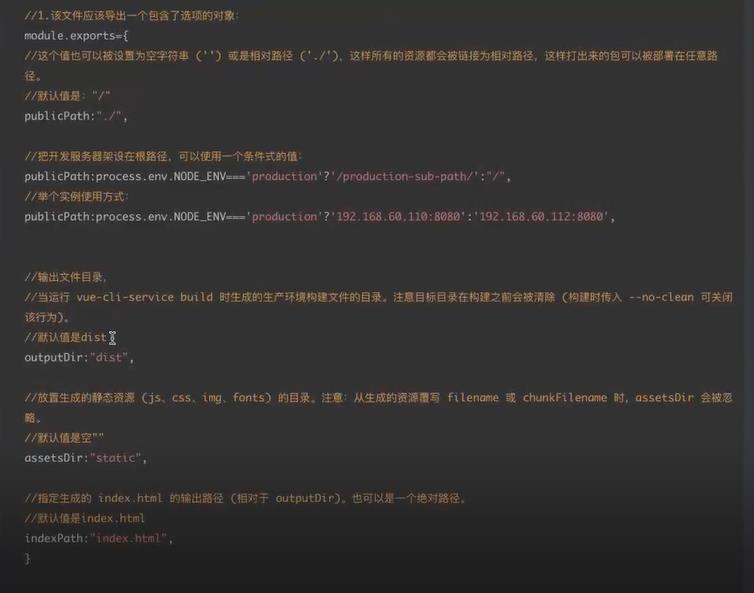 //1.该文件应该导出一个包含了选项的对象:
module.exports={
//这个值也可以被设置为空字符串 ('') 或是相对路径 ('./'), 这样所有的资源都会被链接为相对路径, 这样打出来的包可以被部署在任意路
径。
//默认值是: "/"
publicPath:"./",
//把开发服务器架设在根路径, 可以使用一个条件式的值:
publicPath:process.env.NODE_ENV==='production'?'/production-sub-path/':"/",
//举个实例使用方式:
publicPath:process.env.NODE_ENV==='production'?'192.168.60.110:8080':'192.168.60.112:8080',
//输出文件目录,
//当运行 vue-cli-service build 时生成的生产环境构建文件的目录。注意目标目录在构建之前会被清除 (构建时传入 --no-clean 可关闭
该行为)。
//默认值是dist
outputDir:"dist",
//放置生成的静态资源 (js、css、img、fonts) 的目录。注意: 从生成的资源覆写 filename 或 chunkFilename 时, assetsDir 会被忽
略。
//默认值是空""
assetsDir:"static",
//指定生成的 index.html 的输出路径 (相对于 outputDir)。也可以是一个绝对路径。
//默认值是index.html
indexPath:"index.html",
}